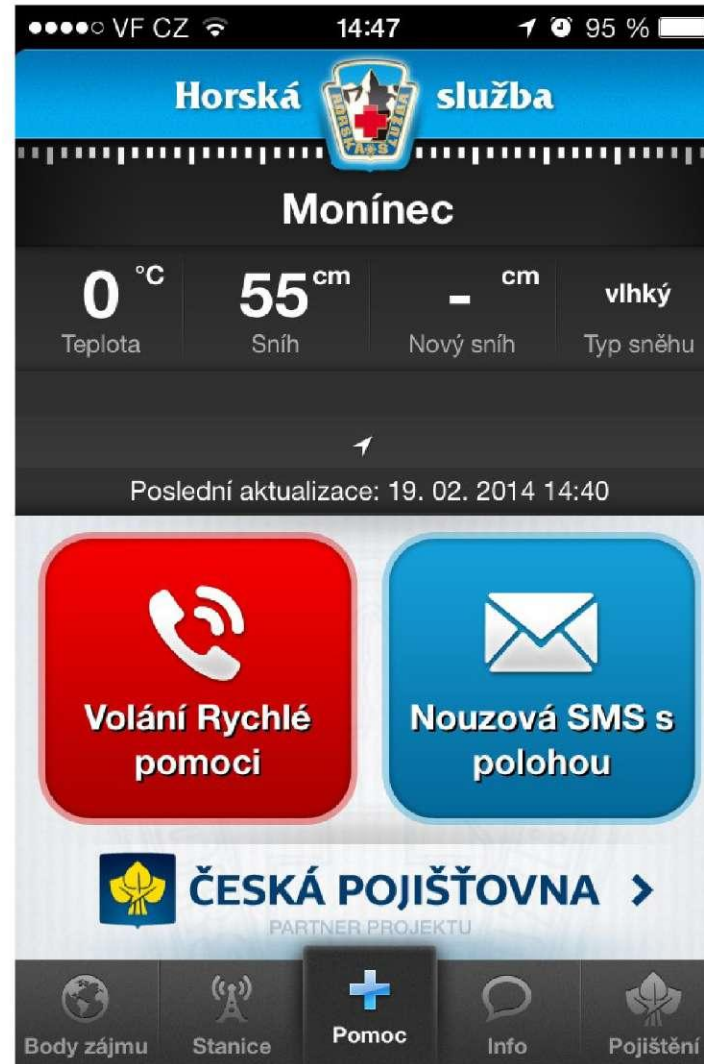 VF CZ 14:47 95 %
Horská služba
HORSKÁ SLUŽBA
Monínec
0 °C 55 cm - cm vlhký
Teplota Sníh Nový sníh Typ sněhu
Poslední aktualizace: 19. 02. 2014 14:40
Volání Rychlé
pomoci
Nouzová SMS s
polohou
ČESKÁ POJIŠŤOVNA >
PARTNER PROJEKTU
Body zájmu Stanice Pomoc Info Pojištění